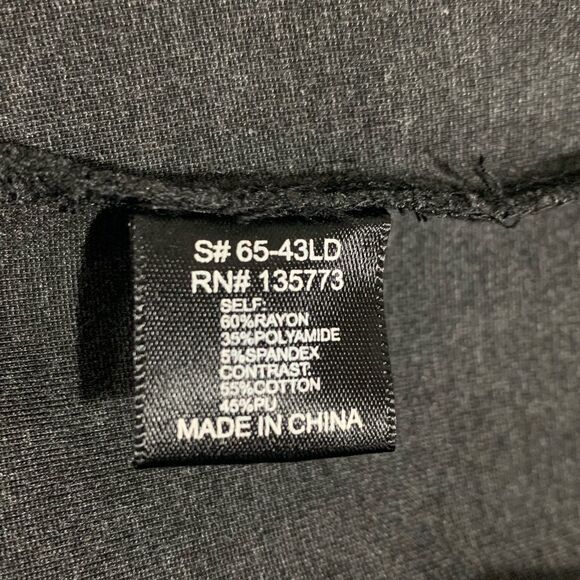 S# 65-43LD
RN# 135773
SELF:
60%RAYON
35%POLYAMIDE
5%SPANDEX
CONTRAST:
55%COTTON
45%PU
MADE IN CHINA